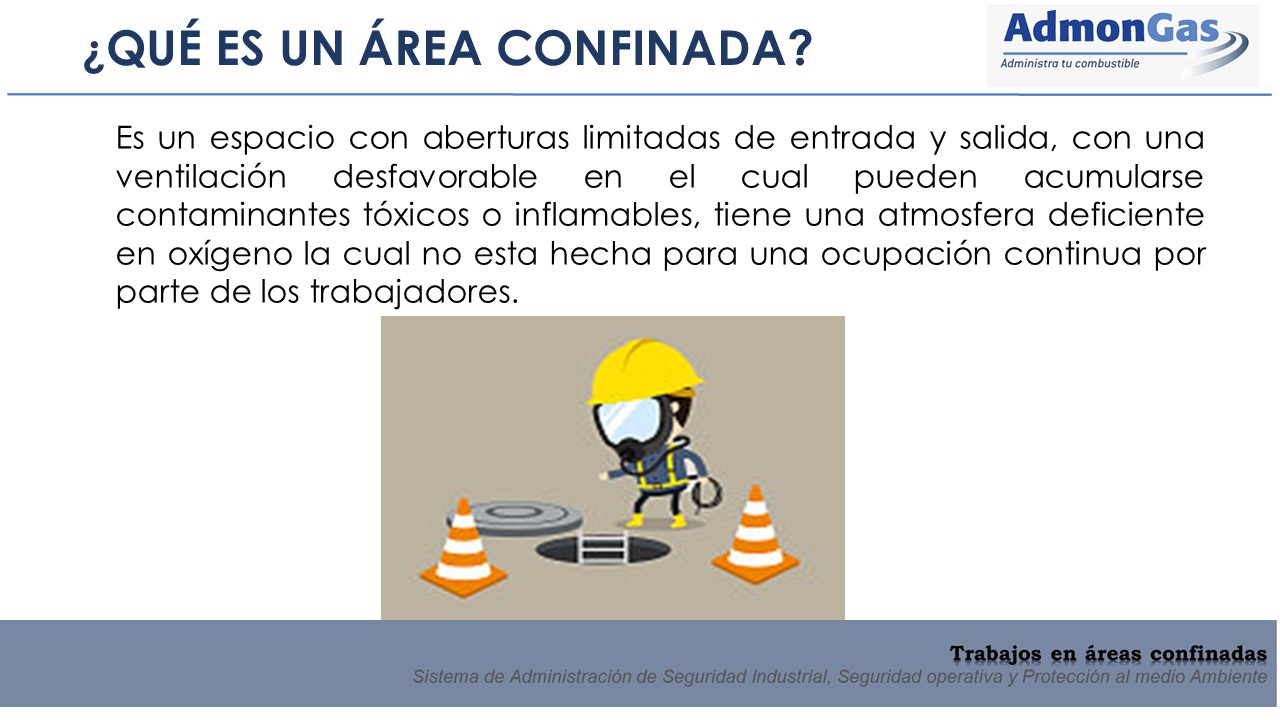 ¿QUÉ ES UN ÁREA CONFINADA?
AdmonGas
Administra tu combustible
Es un espacio con aberturas limitadas de entrada y salida, con una
ventilación desfavorable en el cual pueden acumularse
contaminantes tóxicos o inflamables, tiene una atmosfera deficiente
en oxígeno la cual no esta hecha para una ocupación continua por
parte de los trabajadores.
Trabajos en áreas confinadas
Sistema de Administración de Seguridad Industrial, Seguridad operativa y Protección al medio Ambiente